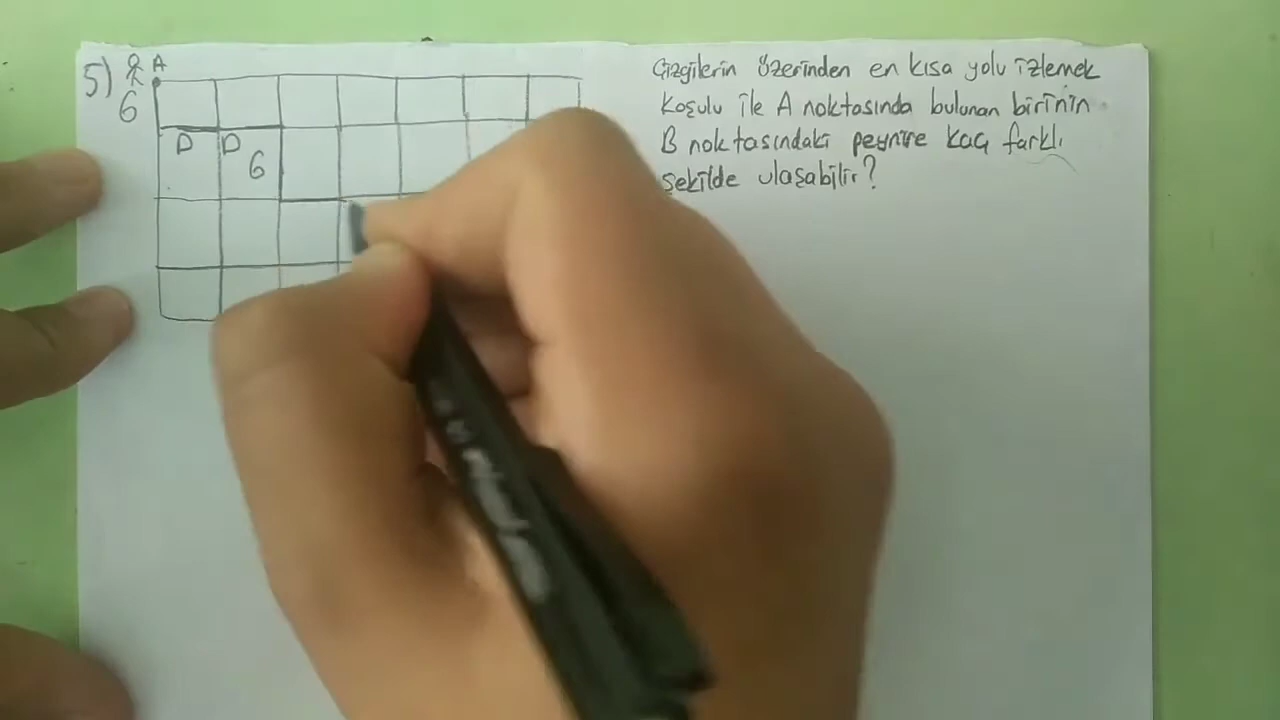 5) A
6
D D
6
Çizgilerin üzerinden en kısa yolu izlemek
koşulu ile A noktasında bulunan birinin
B noktasındaki peynire kaç farklı
şekilde ulaşabilir?